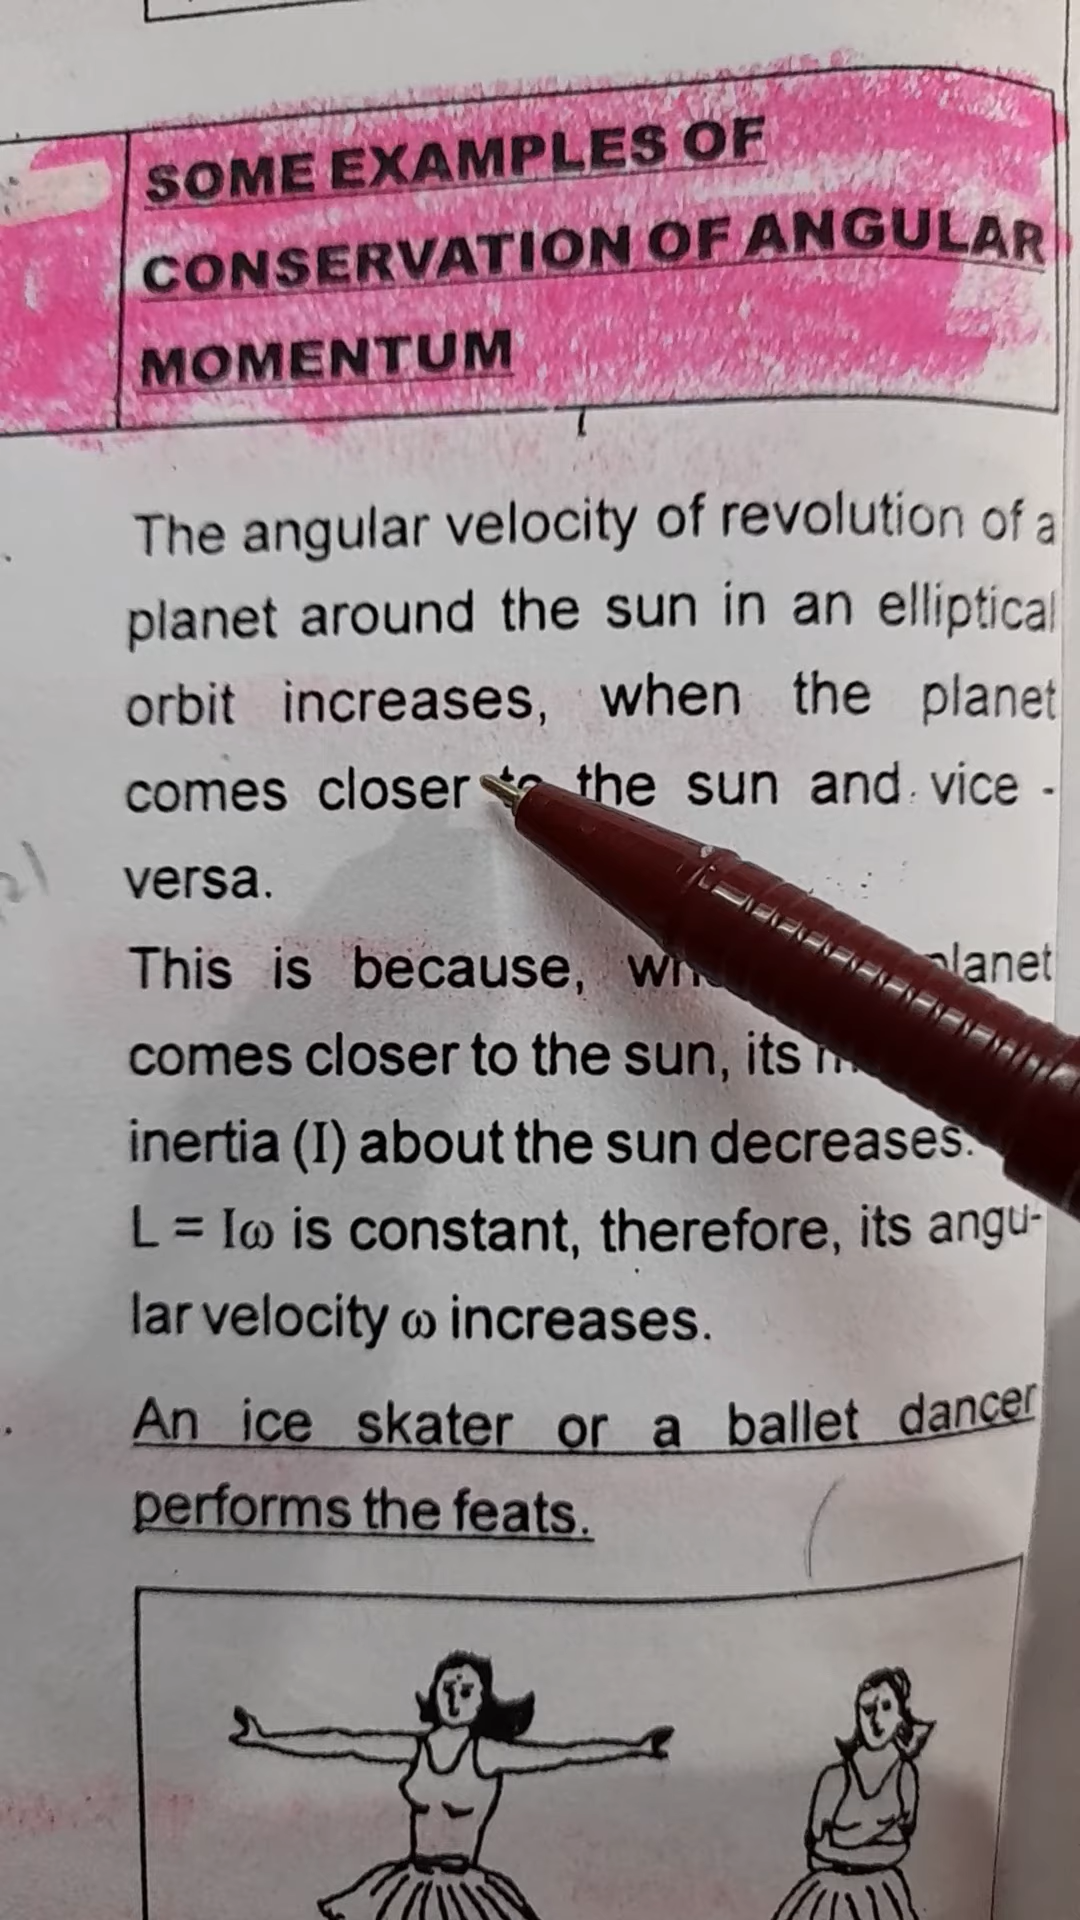 SOME EXAMPLES OF
CONSERVATION OF ANGULAR
MOMENTUM
The angular velocity of revolution of a
planet around the sun in an elliptical
orbit increases, when the planet
comes closer to the sun and vice -
versa.
This is because, planet
comes closer to the sun, its
inertia (I) about the sun decreases.
L = Iω is constant, therefore, its angu-
lar velocity ω increases.
An ice skater or a ballet dancer
performs the feats.